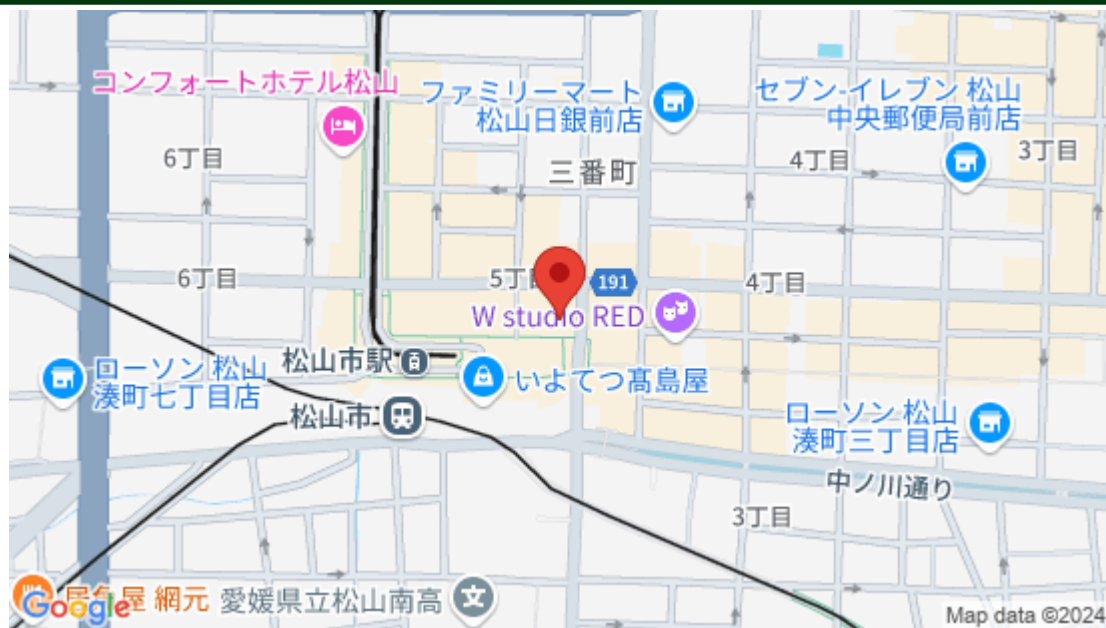 コンフォートホテル松山
ファミリーマート
松山日銀前店
セブン-イレブン 松山
中央郵便局前店
6丁目
三番町
4丁目
3丁目
6丁目
5丁目
191
4丁目
W studio RED
松山市駅
いよてつ髙島屋
ローソン 松山
湊町七丁目店
松山市
ローソン 松山
湊町三丁目店
中ノ川通り
3丁目
網元
愛媛県立松山南高
文
Google
Map data ©2024